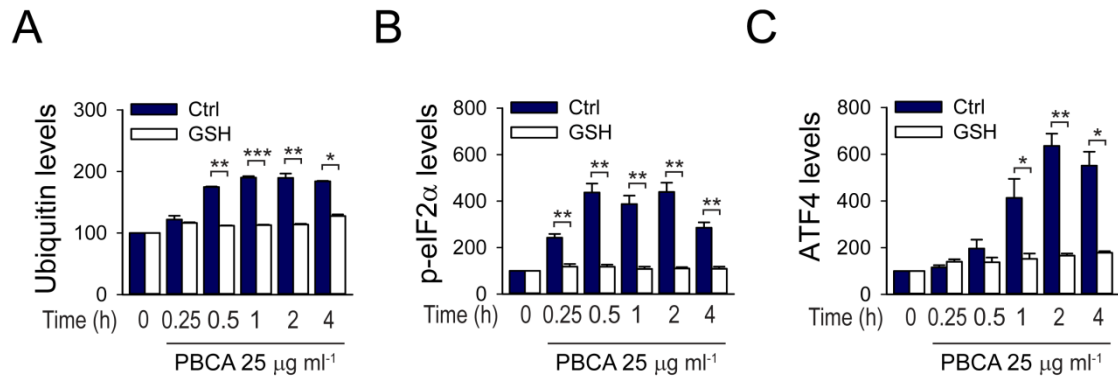 A
B
C
Ubiquitin levels
300
200
100
0
Ctrl
GSH
**
***
**
*
Time (h) 0 0.25 0.5 1 2 4
PBCA 25 μg ml⁻¹
p-eIF2α levels
800
600
400
200
0
Ctrl
GSH
**
**
**
**
**
Time (h) 0 0.25 0.5 1 2 4
PBCA 25 μg ml⁻¹
ATF4 levels
800
600
400
200
0
Ctrl
GSH
*
**
*
Time (h) 0 0.25 0.5 1 2 4
PBCA 25 μg ml⁻¹